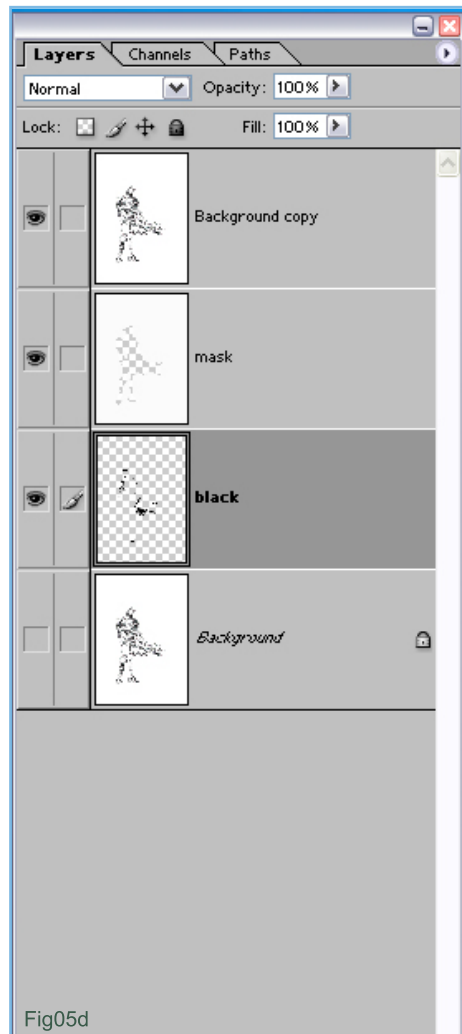 Layers Channels Paths
Normal Opacity: 100%
Lock: Fill: 100%
Background copy
mask
black
Background
Fig05d